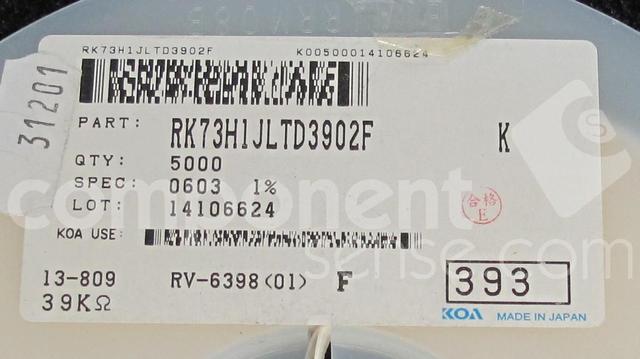 RK73H1JLTD3902F K00500014106624
31201
PART: RK73H1JLTD3902F K
QTY: 5000
SPEC: 0603 1%
LOT: 14106624
合格
E
KOA USE:
13-809 RV-6398(01) F 393
39KΩ
KOA MADE IN JAPAN
component
sense.com